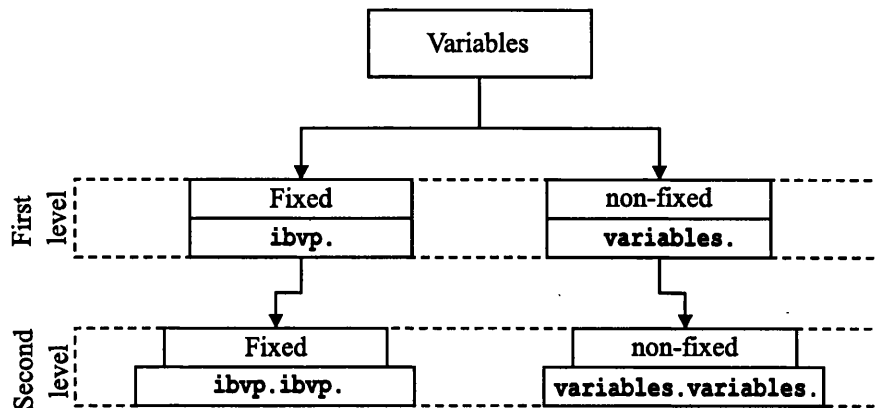 Variables
First level
Fixed
non-fixed
ibvp.
variables.
Second level
Fixed
non-fixed
ibvp.ibvp.
variables.variables.